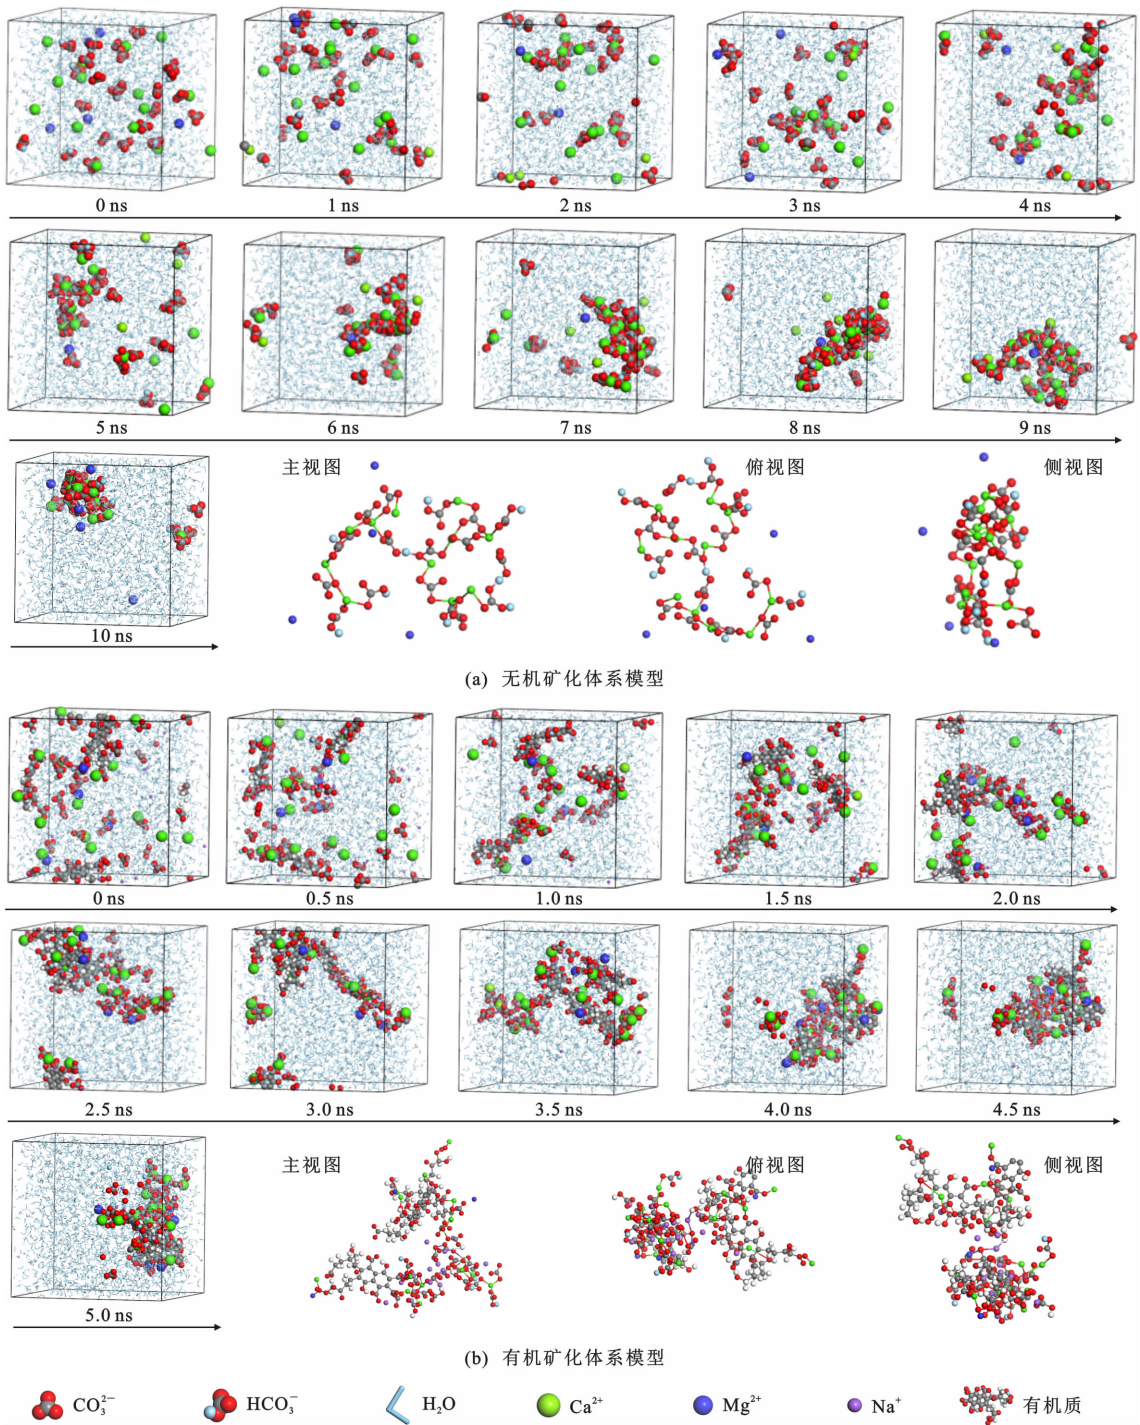 0 ns 1 ns 2 ns 3 ns 4 ns
5 ns 6 ns 7 ns 8 ns 9 ns
主视图 俯视图 侧视图
10 ns
(a) 无机矿化体系模型
0 ns 0.5 ns 1.0 ns 1.5 ns 2.0 ns
2.5 ns 3.0 ns 3.5 ns 4.0 ns 4.5 ns
主视图 俯视图 侧视图
5.0 ns
(b) 有机矿化体系模型
CO₃²⁻ HCO₃⁻ H₂O Ca²⁺ Mg²⁺ Na⁺ 有机质